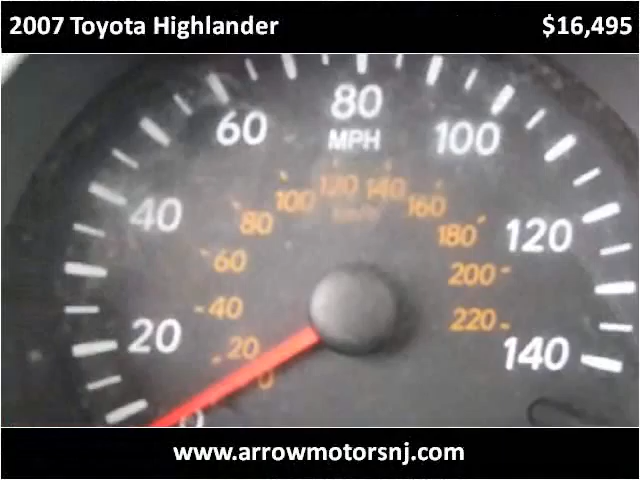 2007 Toyota Highlander $16,495
80
60 MPH 100
120 140
100 160
40 80 180 120
60 200
40 220
20 20 140
0 0
www.arrowmotorsnj.com